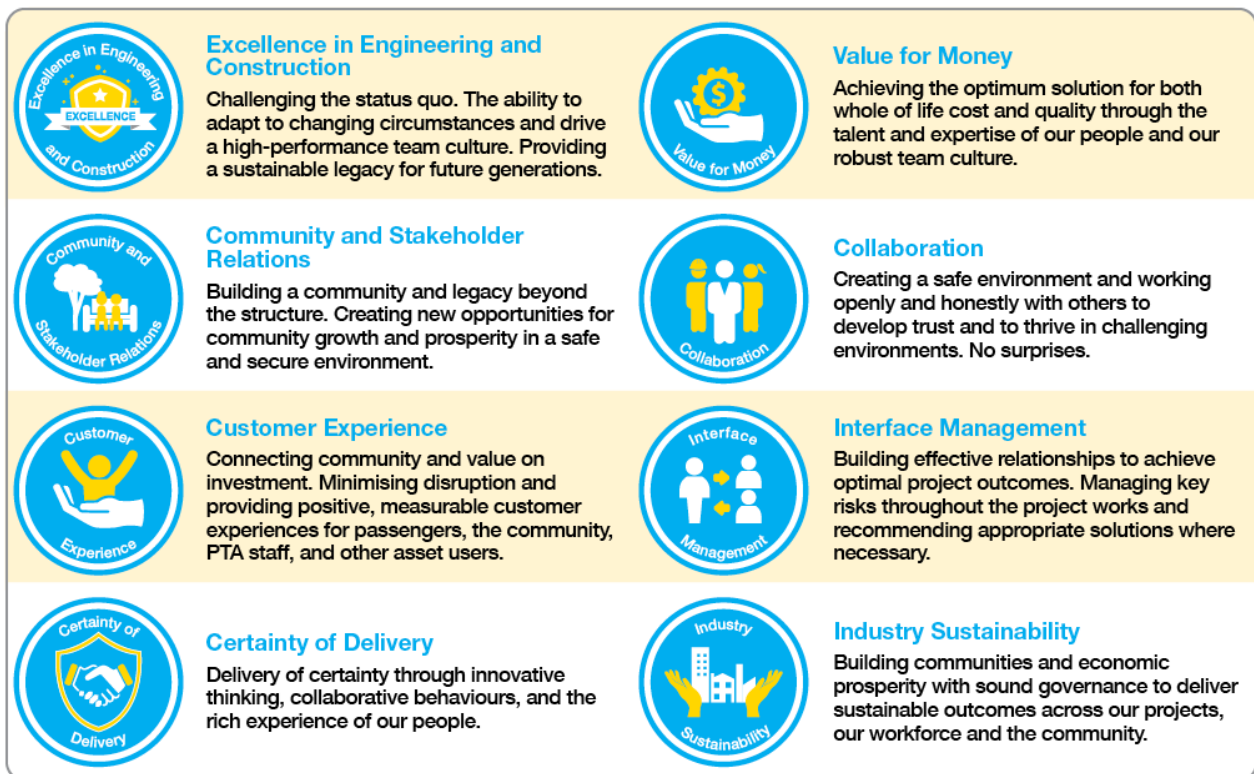 Excellence in Engineering
EXCELLENCE
and Construction
Excellence in Engineering and
Construction
Challenging the status quo. The ability to
adapt to changing circumstances and drive
a high-performance team culture. Providing
a sustainable legacy for future generations.
$
Value for Money
Value for Money
Achieving the optimum solution for both
whole of life cost and quality through the
talent and expertise of our people and our
robust team culture.
Community and
Stakeholder Relations
Community and Stakeholder
Relations
Building a community and legacy beyond
the structure. Creating new opportunities for
community growth and prosperity in a safe
and secure environment.
Collaboration
Collaboration
Creating a safe environment and working
openly and honestly with others to
develop trust and to thrive in challenging
environments. No surprises.
Customer
Experience
Customer Experience
Connecting community and value on
investment. Minimising disruption and
providing positive, measurable customer
experiences for passengers, the community,
PTA staff, and other asset users.
Interface
Management
Interface Management
Building effective relationships to achieve
optimal project outcomes. Managing key
risks throughout the project works and
recommending appropriate solutions where
necessary.
Certainty of
Delivery
Certainty of Delivery
Delivery of certainty through innovative
thinking, collaborative behaviours, and the
rich experience of our people.
Industry
Sustainability
Industry Sustainability
Building communities and economic
prosperity with sound governance to deliver
sustainable outcomes across our projects,
our workforce and the community.